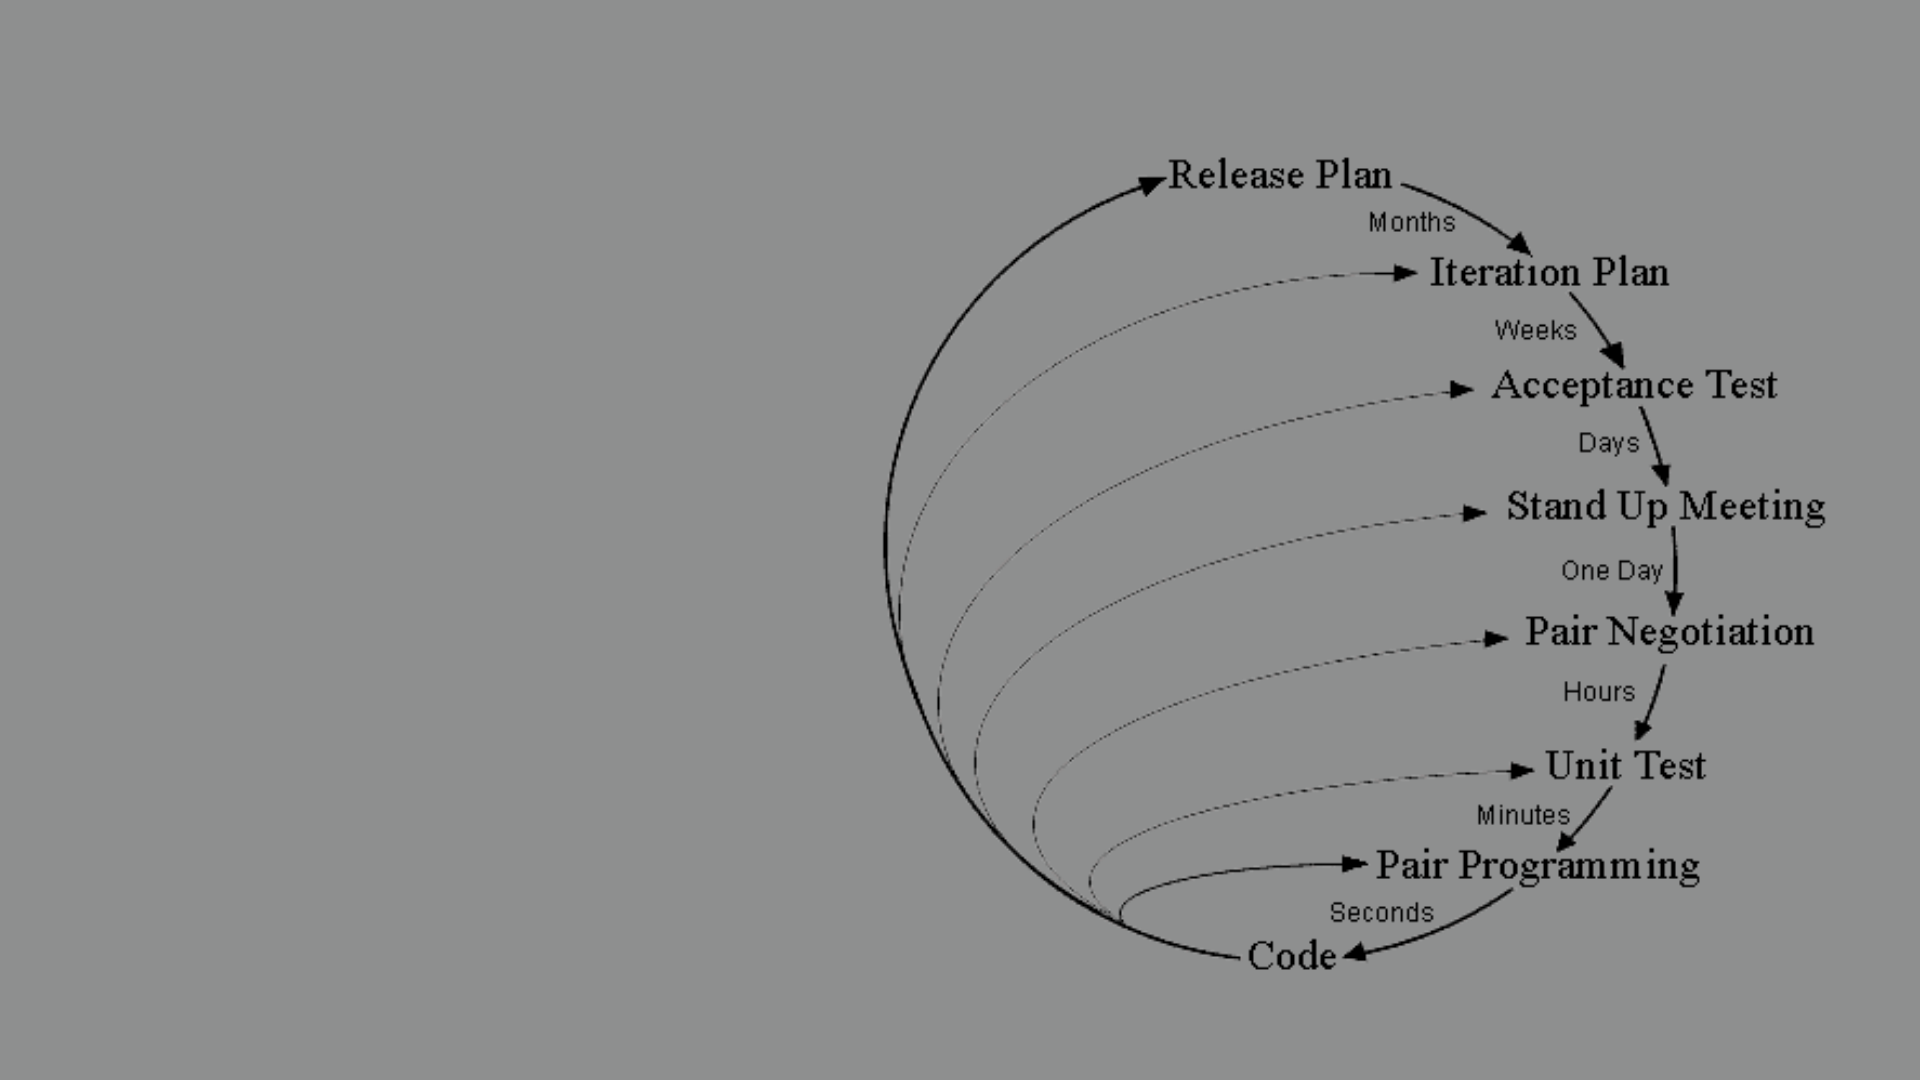 Release Plan
Months
Iteration Plan
Weeks
Acceptance Test
Days
Stand Up Meeting
One Day
Pair Negotiation
Hours
Unit Test
Minutes
Pair Programming
Seconds
Code